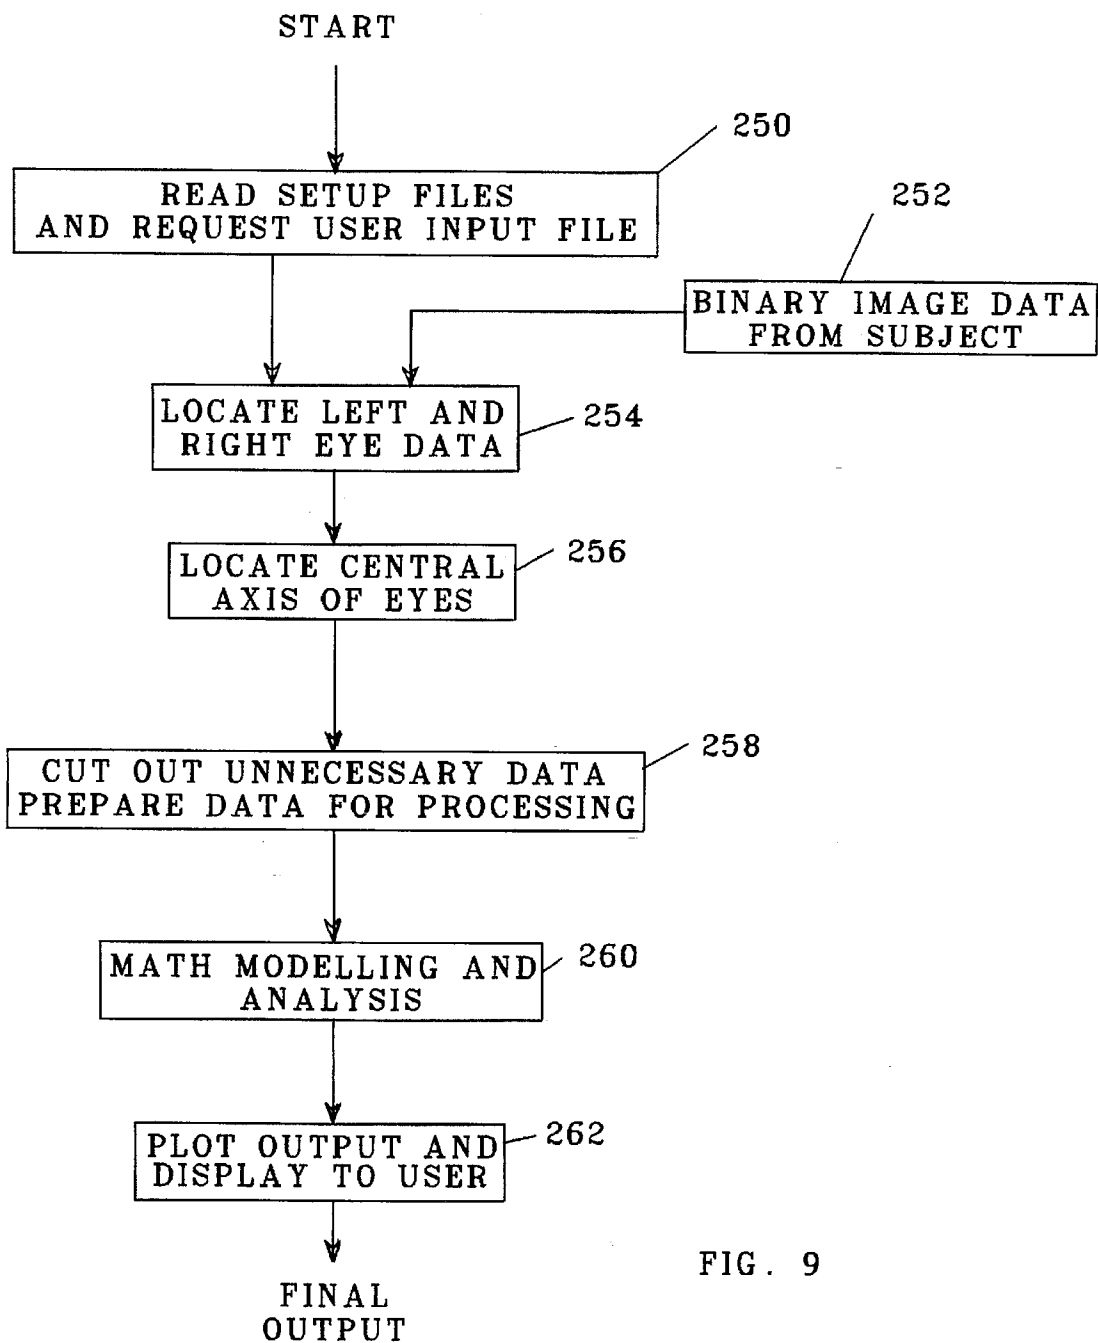 START
250
READ SETUP FILES
AND REQUEST USER INPUT FILE
252
BINARY IMAGE DATA
FROM SUBJECT
LOCATE LEFT AND
RIGHT EYE DATA
254
LOCATE CENTRAL
AXIS OF EYES
256
CUT OUT UNNECESSARY DATA
PREPARE DATA FOR PROCESSING
258
MATH MODELLING AND
ANALYSIS
260
PLOT OUTPUT AND
DISPLAY TO USER
262
FINAL
OUTPUT
FIG. 9